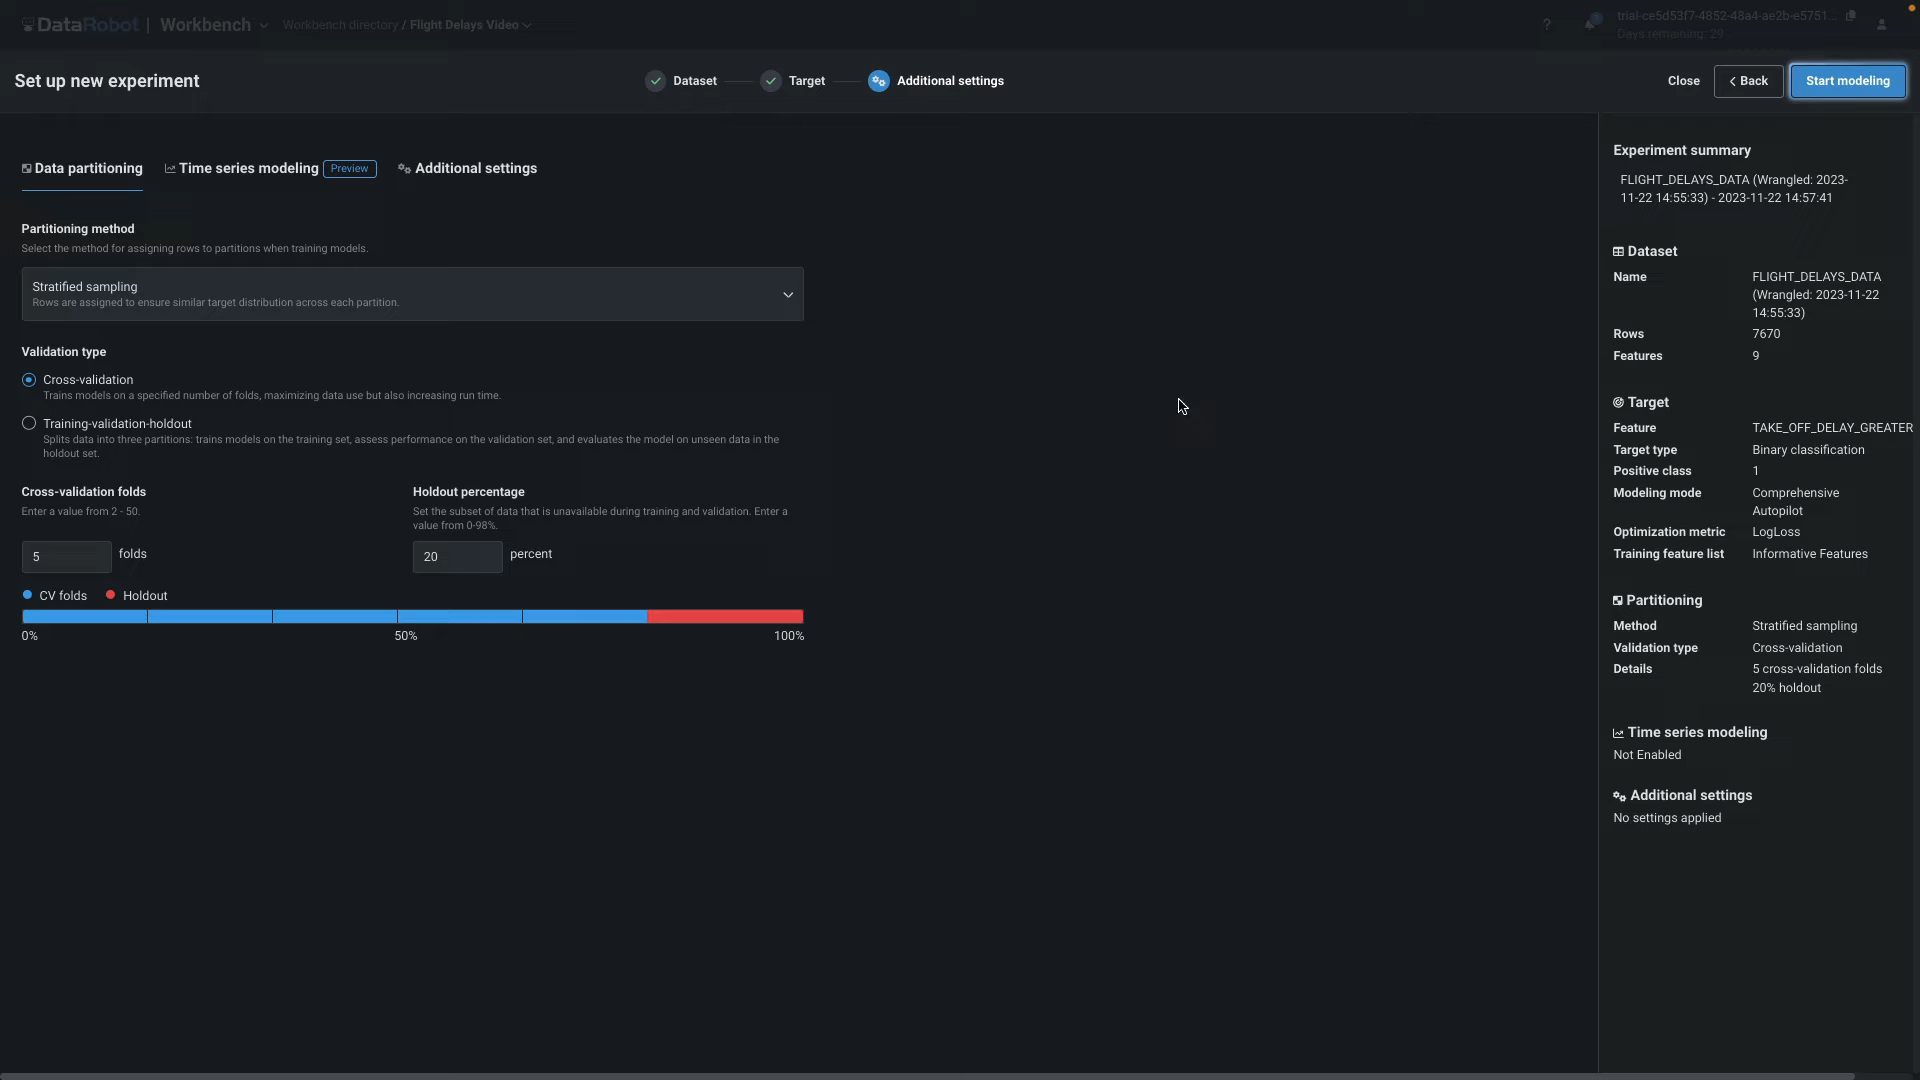 DataRobot | Workbench Workbench directory / Flight Delays Video
? trial-ce5d53f7-4852-48a4-ae2b-e5751...
Days remaining: 29
Set up new experiment
Dataset Target Additional settings
Close Back Start modeling
Data partitioning Time series modeling Preview Additional settings
Partitioning method
Select the method for assigning rows to partitions when training models.
Stratified sampling
Rows are assigned to ensure similar target distribution across each partition.
Validation type
Cross-validation
Trains models on a specified number of folds, maximizing data use but also increasing run time.
Training-validation-holdout
Splits data into three partitions: trains models on the training set, assess performance on the validation set, and evaluates the model on unseen data in the
holdout set.
Cross-validation folds
Enter a value from 2 - 50.
5 folds
Holdout percentage
Set the subset of data that is unavailable during training and validation. Enter a
value from 0-98%.
20 percent
CV folds Holdout
0% 50% 100%
Experiment summary
FLIGHT_DELAYS_DATA (Wrangled: 2023-
11-22 14:55:33) - 2023-11-22 14:57:41
Dataset
Name FLIGHT_DELAYS_DATA
(Wrangled: 2023-11-22
14:55:33)
Rows 7670
Features 9
Target
Feature TAKE_OFF_DELAY_GREATER
Target type Binary classification
Positive class 1
Modeling mode Comprehensive
Autopilot
Optimization metric LogLoss
Training feature list Informative Features
Partitioning
Method Stratified sampling
Validation type Cross-validation
Details 5 cross-validation folds
20% holdout
Time series modeling
Not Enabled
Additional settings
No settings applied